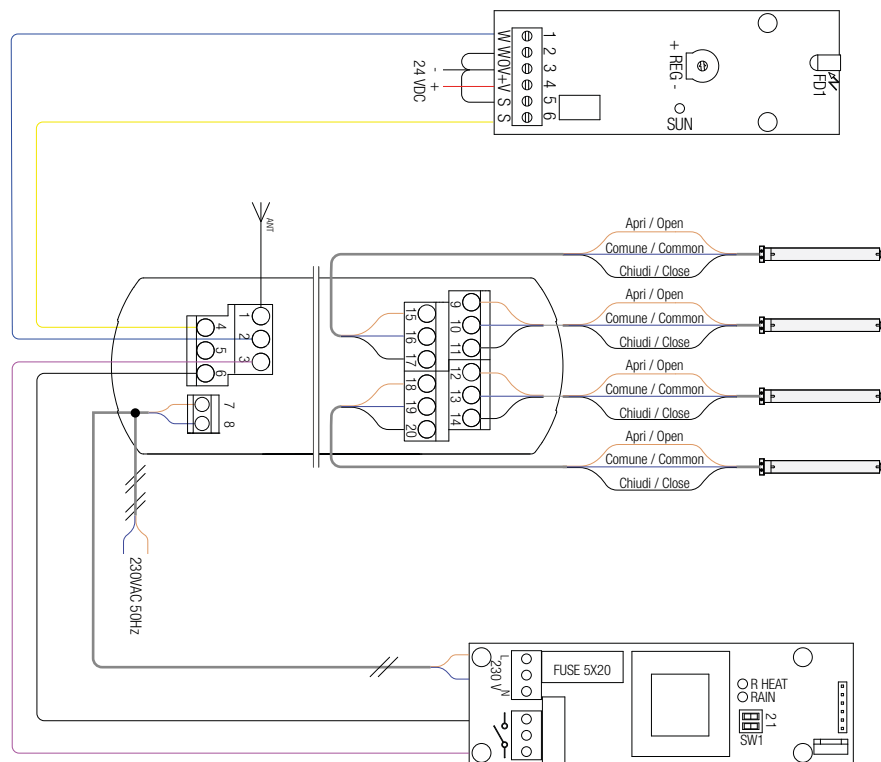 1
2
3
4
5
6
W
W
0V
+V
S
S
-
+
24 VDC
+ REG -
SUN
FD1
ANT
1
2
3
4
5
6
7
8
9
10
11
12
13
14
15
16
17
18
19
20
Apri / Open
Comune / Common
Chiudi / Close
Apri / Open
Comune / Common
Chiudi / Close
Apri / Open
Comune / Common
Chiudi / Close
Apri / Open
Comune / Common
Chiudi / Close
230VAC 50Hz
L
230 V
N
FUSE 5X20
R HEAT
RAIN
2 1
SW1